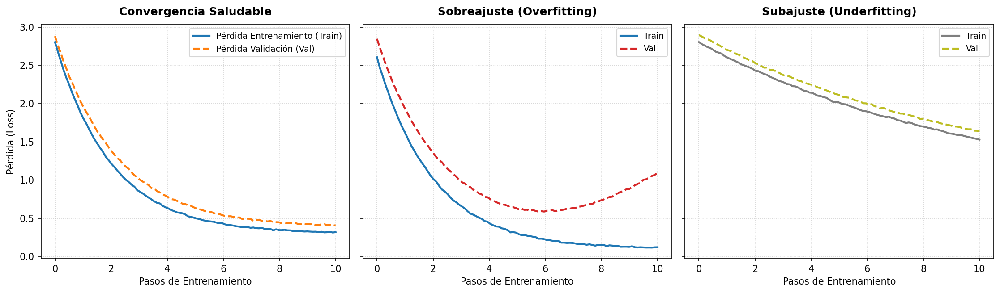 Convergencia Saludable
Pérdida (Loss)
3.0
2.5
2.0
1.5
1.0
0.5
0.0
Pérdida Entrenamiento (Train)
Pérdida Validación (Val)
0 2 4 6 8 10
Pasos de Entrenamiento
Sobreajuste (Overfitting)
Train
Val
0 2 4 6 8 10
Pasos de Entrenamiento
Subajuste (Underfitting)
Train
Val
0 2 4 6 8 10
Pasos de Entrenamiento